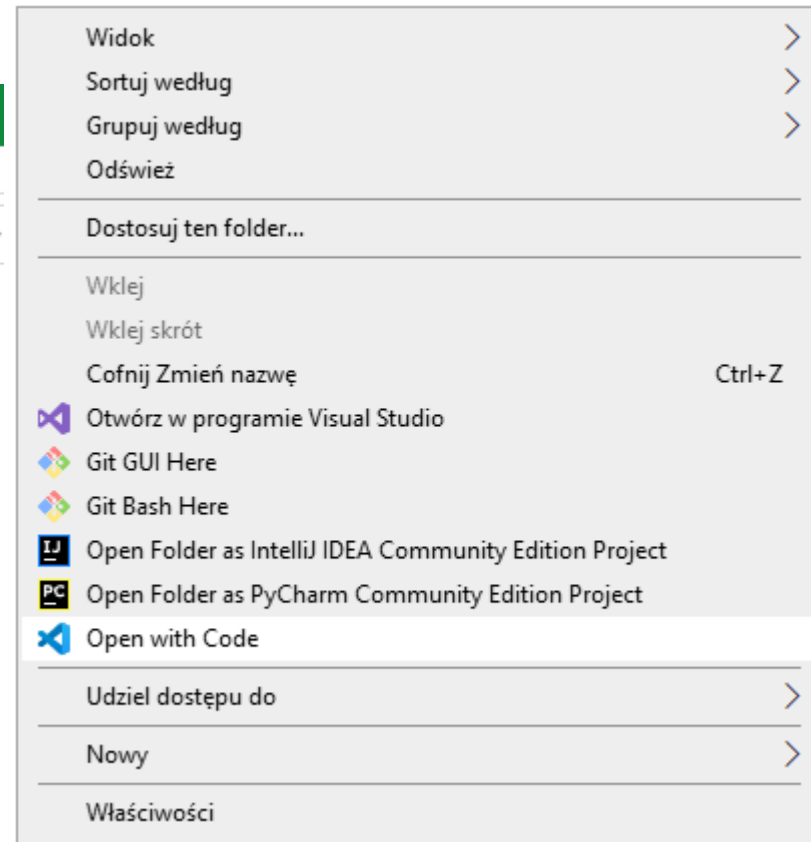 Widok
Sortuj według
Grupuj według
Odśwież
Dostosuj ten folder...
Wklej
Wklej skrót
Cofnij Zmień nazwę Ctrl+Z
Otwórz w programie Visual Studio
Git GUI Here
Git Bash Here
IJ Open Folder as IntelliJ IDEA Community Edition Project
PC Open Folder as PyCharm Community Edition Project
Open with Code
Udziel dostępu do
Nowy
Właściwości